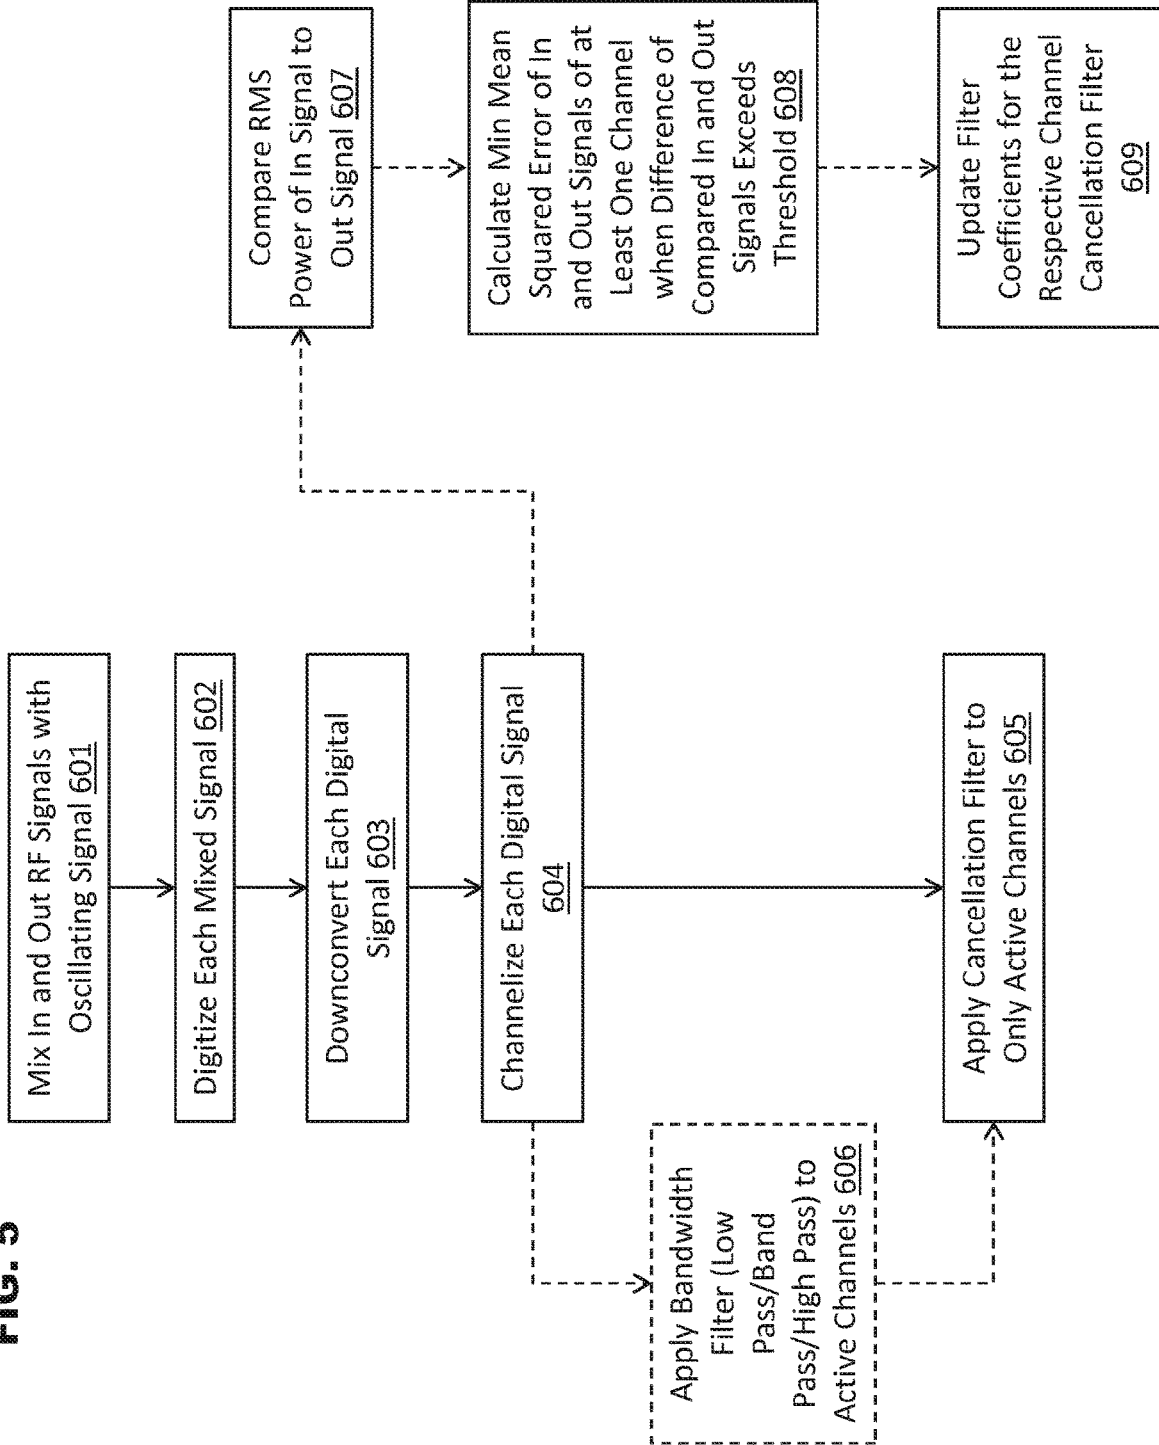 FIG. 5
Mix In and Out RF Signals with
Oscillating Signal 601
Digitize Each Mixed Signal 602
Downconvert Each Digital
Signal 603
Channelize Each Digital Signal
604
Apply Bandwidth
Filter (Low
Pass/Band
Pass/High Pass) to
Active Channels 606
Apply Cancellation Filter to
Only Active Channels 605
Compare RMS
Power of In Signal to
Out Signal 607
Calculate Min Mean
Squared Error of In
and Out Signals of at
Least One Channel
when Difference of
Compared In and Out
Signals Exceeds
Threshold 608
Update Filter
Coefficients for the
Respective Channel
Cancellation Filter
609